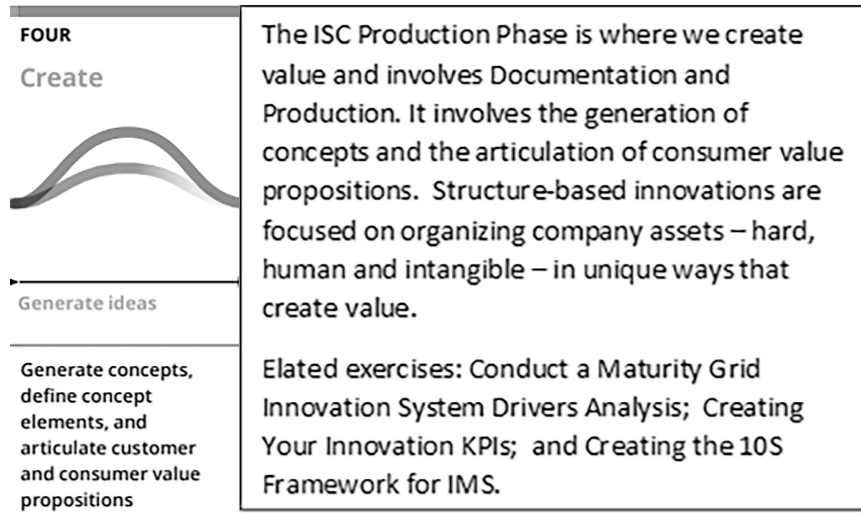 FOUR
Create
Generate ideas
Generate concepts,
define concept
elements, and
articulate customer
and consumer value
propositions
The ISC Production Phase is where we create
value and involves Documentation and
Production. It involves the generation of
concepts and the articulation of consumer value
propositions. Structure-based innovations are
focused on organizing company assets – hard,
human and intangible – in unique ways that
create value.
Elated exercises: Conduct a Maturity Grid
Innovation System Drivers Analysis; Creating
Your Innovation KPIs; and Creating the 10S
Framework for IMS.